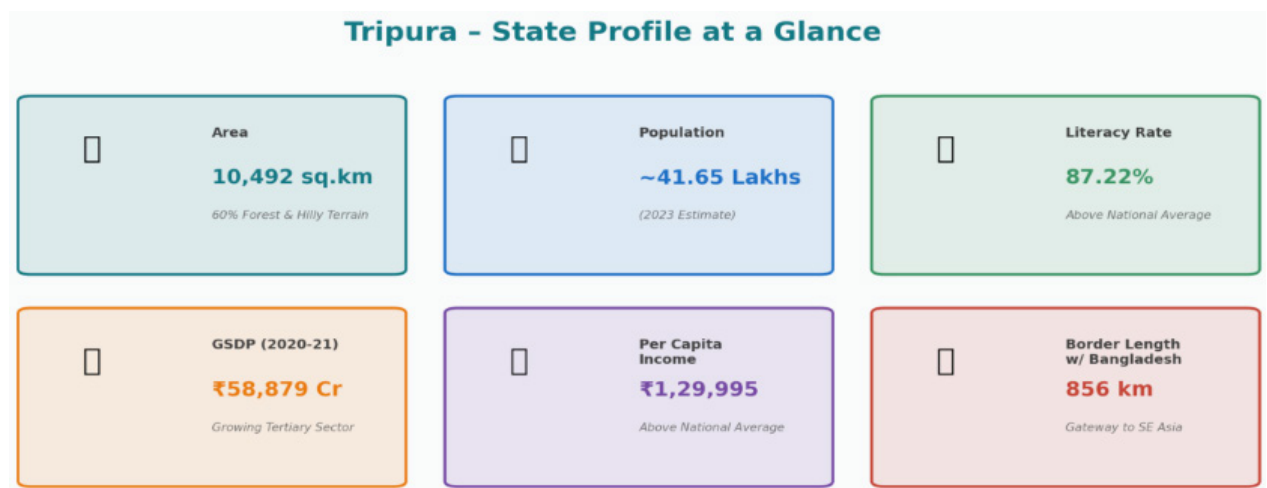 Tripura – State Profile at a Glance
Area
10,492 sq.km
60% Forest & Hilly Terrain
Population
~41.65 Lakhs
(2023 Estimate)
Literacy Rate
87.22%
Above National Average
GSDP (2020-21)
₹58,879 Cr
Growing Tertiary Sector
Per Capita
Income
₹1,29,995
Above National Average
Border Length
w/ Bangladesh
856 km
Gateway to SE Asia